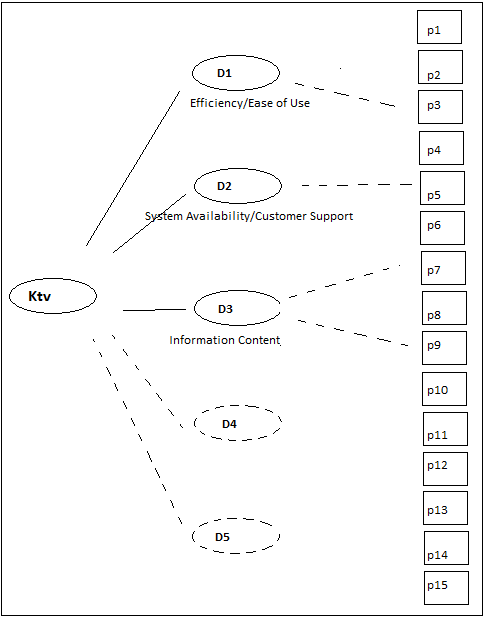 Ktv
D1
Efficiency/Ease of Use
D2
System Availability/Customer Support
D3
Information Content
D4
D5
p1
p2
p3
p4
p5
p6
p7
p8
p9
p10
p11
p12
p13
p14
p15